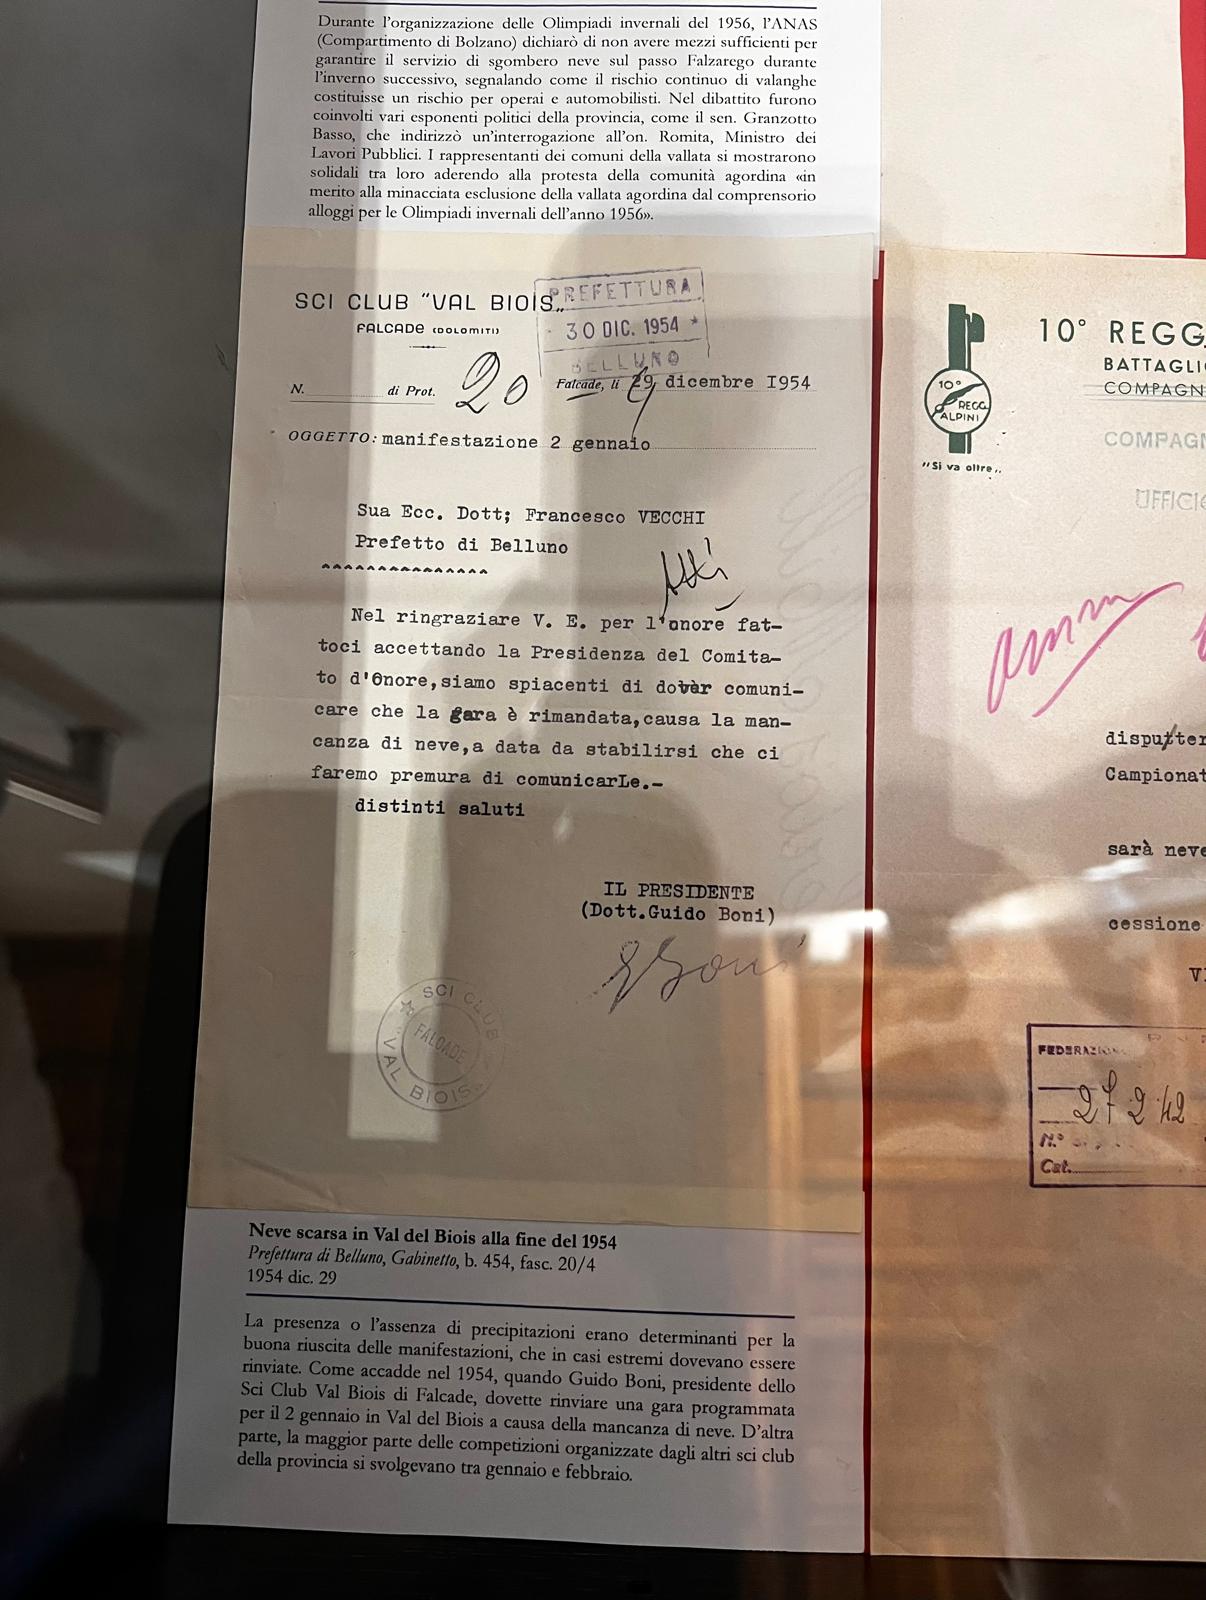 Durante l'organizzazione delle Olimpiadi invernali del 1956, l'ANAS
(Compartimento di Bolzano) dichiarò di non avere mezzi sufficienti per
garantire il servizio di sgombero neve sul passo Falzarego durante
l'inverno successivo, segnalando come il rischio continuo di valanghe
costituisse un rischio per operai e automobilisti. Nel dibattito furono
coinvolti vari esponenti politici della provincia, come il sen. Granzotto
Basso, che indirizzò un'interrogazione all'on. Romita, Ministro dei
Lavori Pubblici. I rappresentanti dei comuni della vallata si mostrarono
solidali tra loro aderendo alla protesta della comunità agordina «in
merito alla minacciata esclusione della vallata agordina dal comprensorio
alloggi per le Olimpiadi invernali dell'anno 1956».
SCI CLUB "VAL BIOIS„
FALCADE (DOLOMITI)
PREFETTURA
30 DIC. 1954 *
BELLUNO
N. di Prot. 20
Falcade, li 29 dicembre I954
OGGETTO: manifestazione 2 gennaio
Sua Ecc. Dott; Francesco VECCHI
Prefetto di Belluno
Atti
Nel ringraziare V. E. per l'onore fat-
toci accettando la Presidenza del Comita-
to d'Onore,siamo spiacenti di dover comuni-
care che la gara è rimandata,causa la man-
canza di neve,a data da stabilirsi che ci
faremo premura di comunicarLe.-
distinti saluti
IL PRESIDENTE
(Dott.Guido Boni)
G Boni
SCI CLUB
FALCADE
VAL BIOIS
Neve scarsa in Val del Biois alla fine del 1954
Prefettura di Belluno, Gabinetto, b. 454, fasc. 20/4
1954 dic. 29
La presenza o l'assenza di precipitazioni erano determinanti per la
buona riuscita delle manifestazioni, che in casi estremi dovevano essere
rinviate. Come accadde nel 1954, quando Guido Boni, presidente dello
Sci Club Val Biois di Falcade, dovette rinviare una gara programmata
per il 2 gennaio in Val del Biois a causa della mancanza di neve. D'altra
parte, la maggior parte delle competizioni organizzate dagli altri sci club
della provincia si svolgevano tra gennaio e febbraio.
10° REGG
BATTAGLI
COMPAGN
COMPAGN
UFFICI
10°
REGG
ALPINI
"Si va oltre„
disputter
Campionat
sarà neve
cessione
VI
FEDERAZION
27 2 42
N.°
Cat.